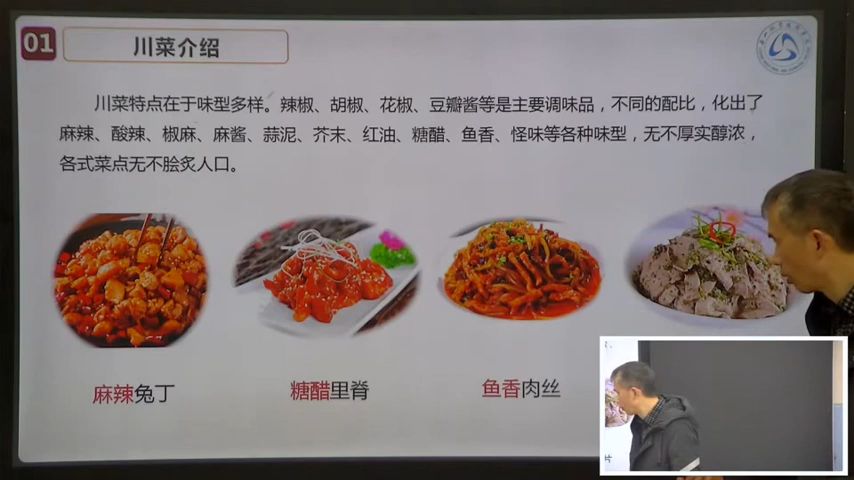 01
川菜介绍
川菜特点在于味型多样。辣椒、胡椒、花椒、豆瓣酱等是主要调味品，不同的配比，化出了
麻辣、酸辣、椒麻、麻酱、蒜泥、芥末、红油、糖醋、鱼香、怪味等各种味型，无不厚实醇浓，
各式菜点无不脍炙人口。
麻辣兔丁
糖醋里脊
鱼香肉丝
片